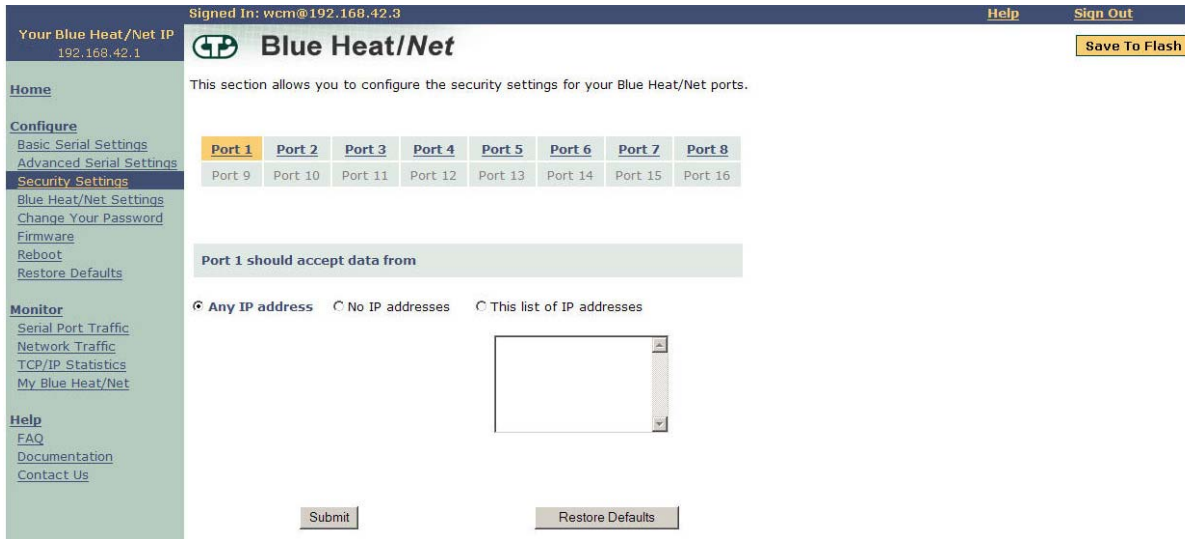 Signed In: wcm@192.168.42.3
Help
Sign Out
Your Blue Heat/Net IP
192.168.42.1
Blue Heat/Net
Save To Flash
Home
Configure
Basic Serial Settings
Advanced Serial Settings
Security Settings
Blue Heat/Net Settings
Change Your Password
Firmware
Reboot
Restore Defaults
Monitor
Serial Port Traffic
Network Traffic
TCP/IP Statistics
My Blue Heat/Net
Help
FAQ
Documentation
Contact Us
This section allows you to configure the security settings for your Blue Heat/Net ports.
Port 1 Port 2 Port 3 Port 4 Port 5 Port 6 Port 7 Port 8
Port 9 Port 10 Port 11 Port 12 Port 13 Port 14 Port 15 Port 16
Port 1 should accept data from
Any IP address No IP addresses This list of IP addresses
Submit Restore Defaults